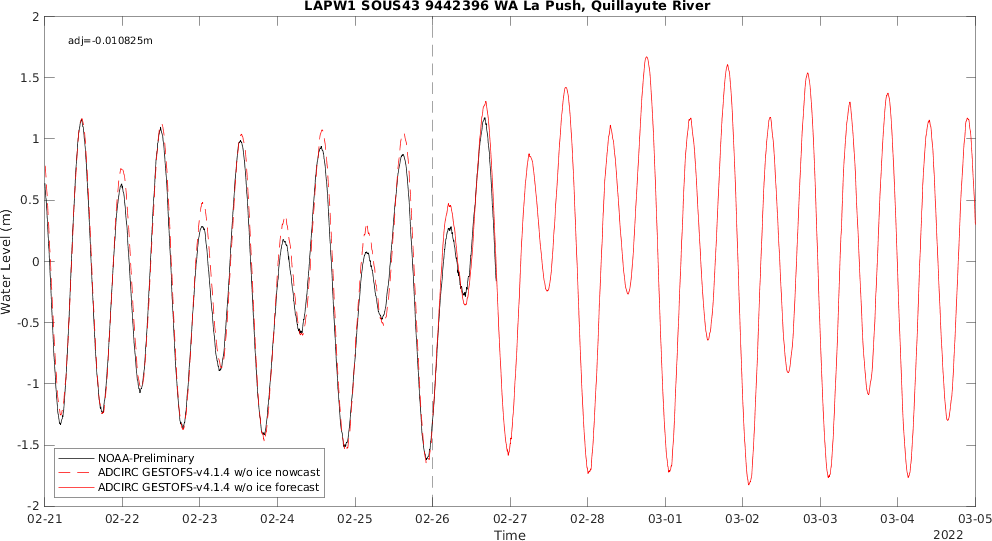 LAPW1 SOUS43 9442396 WA La Push, Quillayute River
adj=-0.010825m
2
1.5
1
0.5
0
-0.5
-1
-1.5
-2
Water Level (m)
NOAA-Preliminary
ADCIRC GESTOFS-v4.1.4 w/o ice nowcast
ADCIRC GESTOFS-v4.1.4 w/o ice forecast
02-21 02-22 02-23 02-24 02-25 02-26 02-27 02-28 03-01 03-02 03-03 03-04 03-05
Time
2022